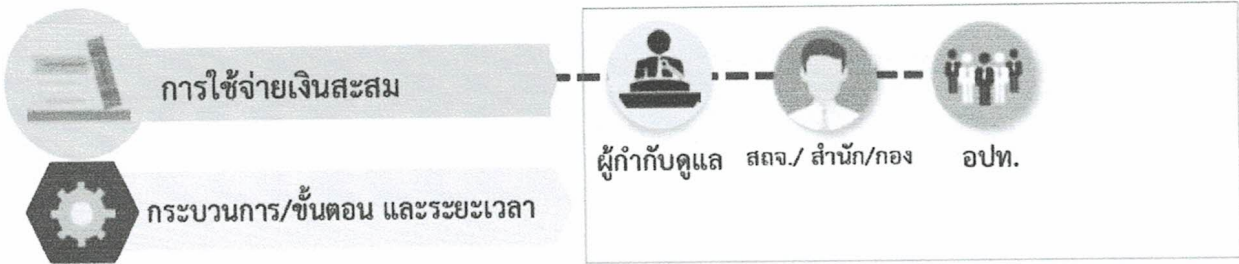 การใช้จ่ายเงินสะสม
ผู้กำกับดูแล สถจ./ สำนัก/กอง อปท.
กระบวนการ/ขั้นตอน และระยะเวลา